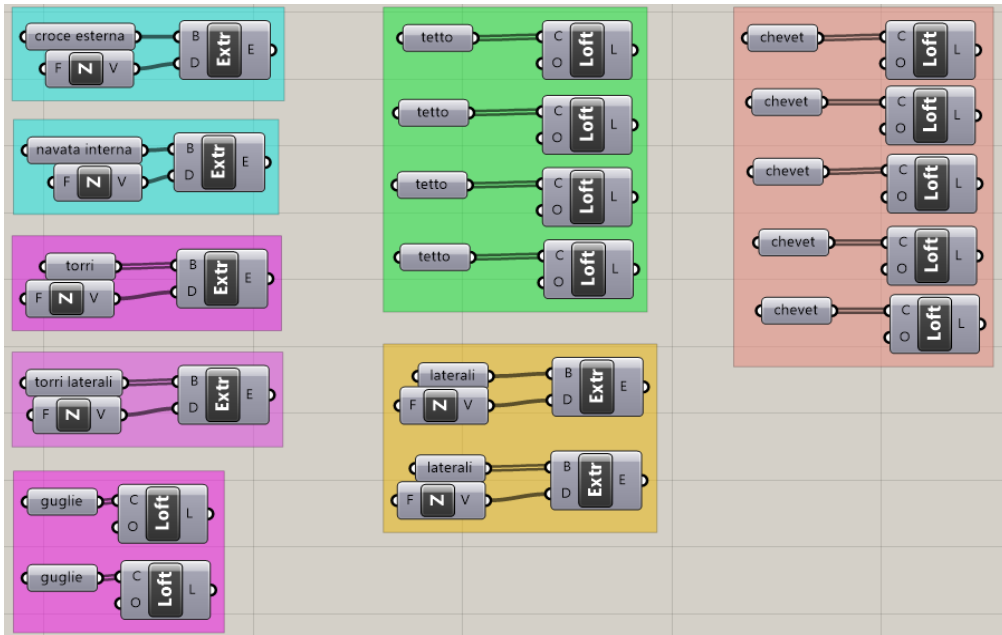 croce esterna
B
D
Extr
E
F
Z
V
navata interna
B
D
Extr
E
F
Z
V
torri
B
D
Extr
E
F
Z
V
torri laterali
B
D
Extr
E
F
Z
V
guglie
C
O
Loft
L
guglie
C
O
Loft
L
tetto
C
O
Loft
L
tetto
C
O
Loft
L
tetto
C
O
Loft
L
tetto
C
O
Loft
L
laterali
B
D
Extr
E
F
Z
V
laterali
B
D
Extr
E
F
Z
V
chevet
C
O
Loft
L
chevet
C
O
Loft
L
chevet
C
O
Loft
L
chevet
C
O
Loft
L
chevet
C
O
Loft
L